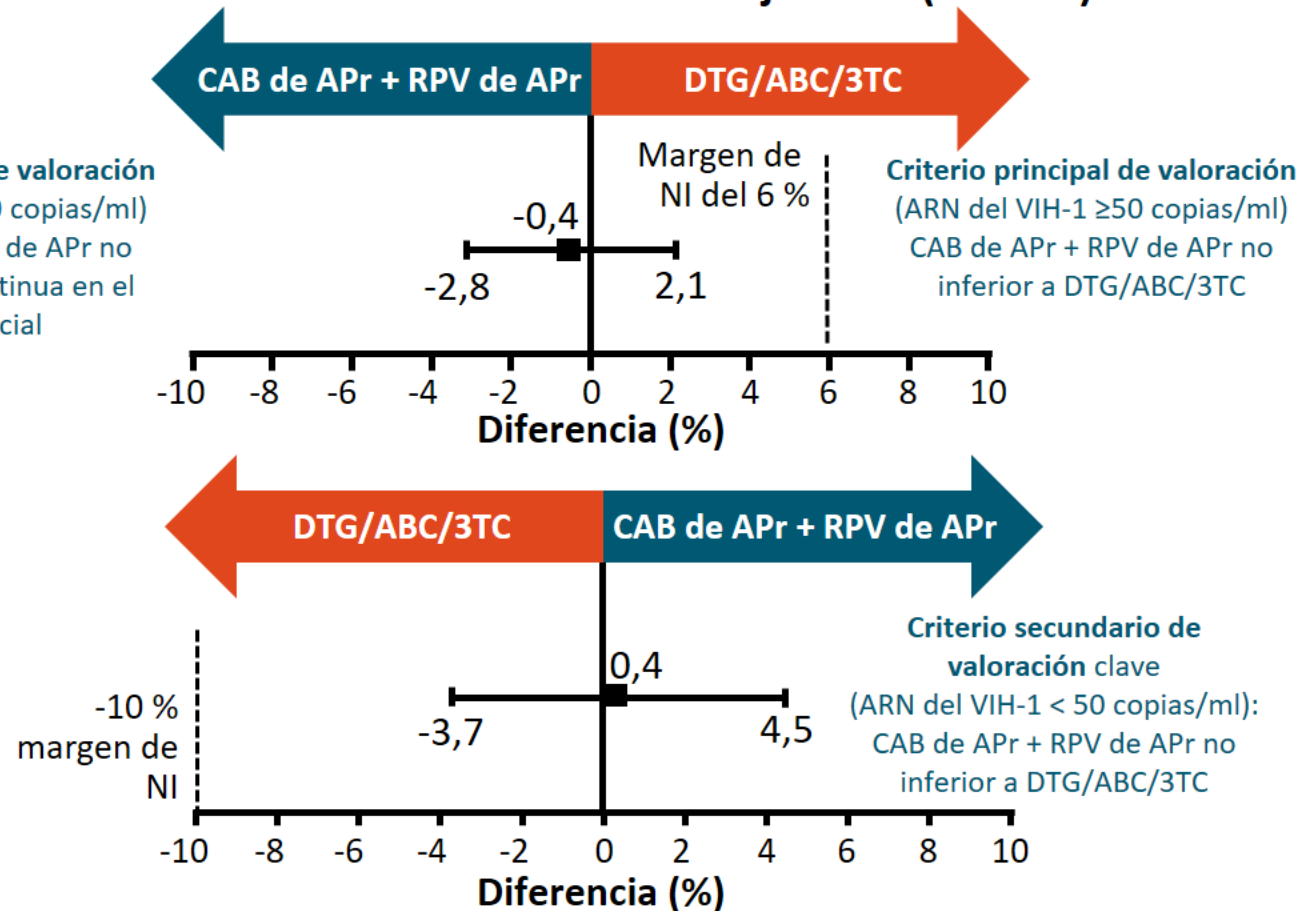 CAB de APr + RPV de APr
DTG/ABC/3TC
de valoración
copias/ml)
de APr no
en el
Margen de
NI del 6 %
-0,4
-2,8
2,1
Criterio principal de valoración
(ARN del VIH-1 ≥50 copias/ml)
CAB de APr + RPV de APr no
inferior a DTG/ABC/3TC
-10 -8 -6 -4 -2 0 2 4 6 8 10
Diferencia (%)
DTG/ABC/3TC
CAB de APr + RPV de APr
-10 %
margen de
NI
0,4
-3,7
4,5
Criterio secundario de
valoración clave
(ARN del VIH-1 < 50 copias/ml):
CAB de APr + RPV de APr no
inferior a DTG/ABC/3TC
-10 -8 -6 -4 -2 0 2 4 6 8 10
Diferencia (%)